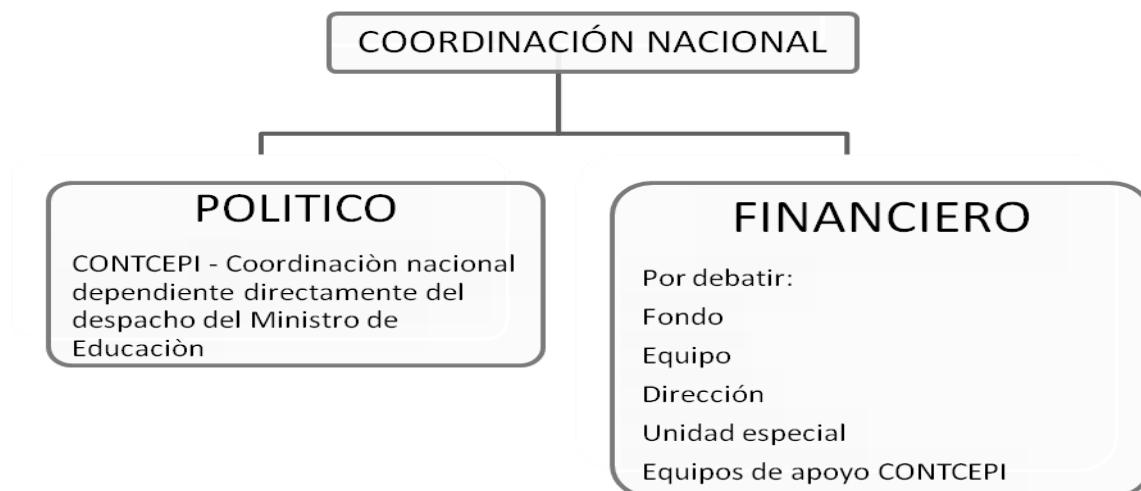 COORDINACIÓN NACIONAL
POLITICO
CONTCEPI - Coordinaciòn nacional
dependiente directamente del
despacho del Ministro de
Educaciòn
FINANCIERO
Por debatir:
Fondo
Equipo
Dirección
Unidad especial
Equipos de apoyo CONTCEPI